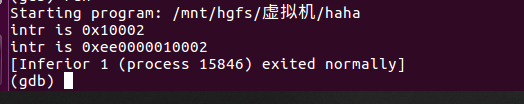 Starting program: /mnt/hgfs/虚拟机/haha
intr is 0x10002
intr is 0xee0000010002
[Inferior 1 (process 15846) exited normally]
(gdb)